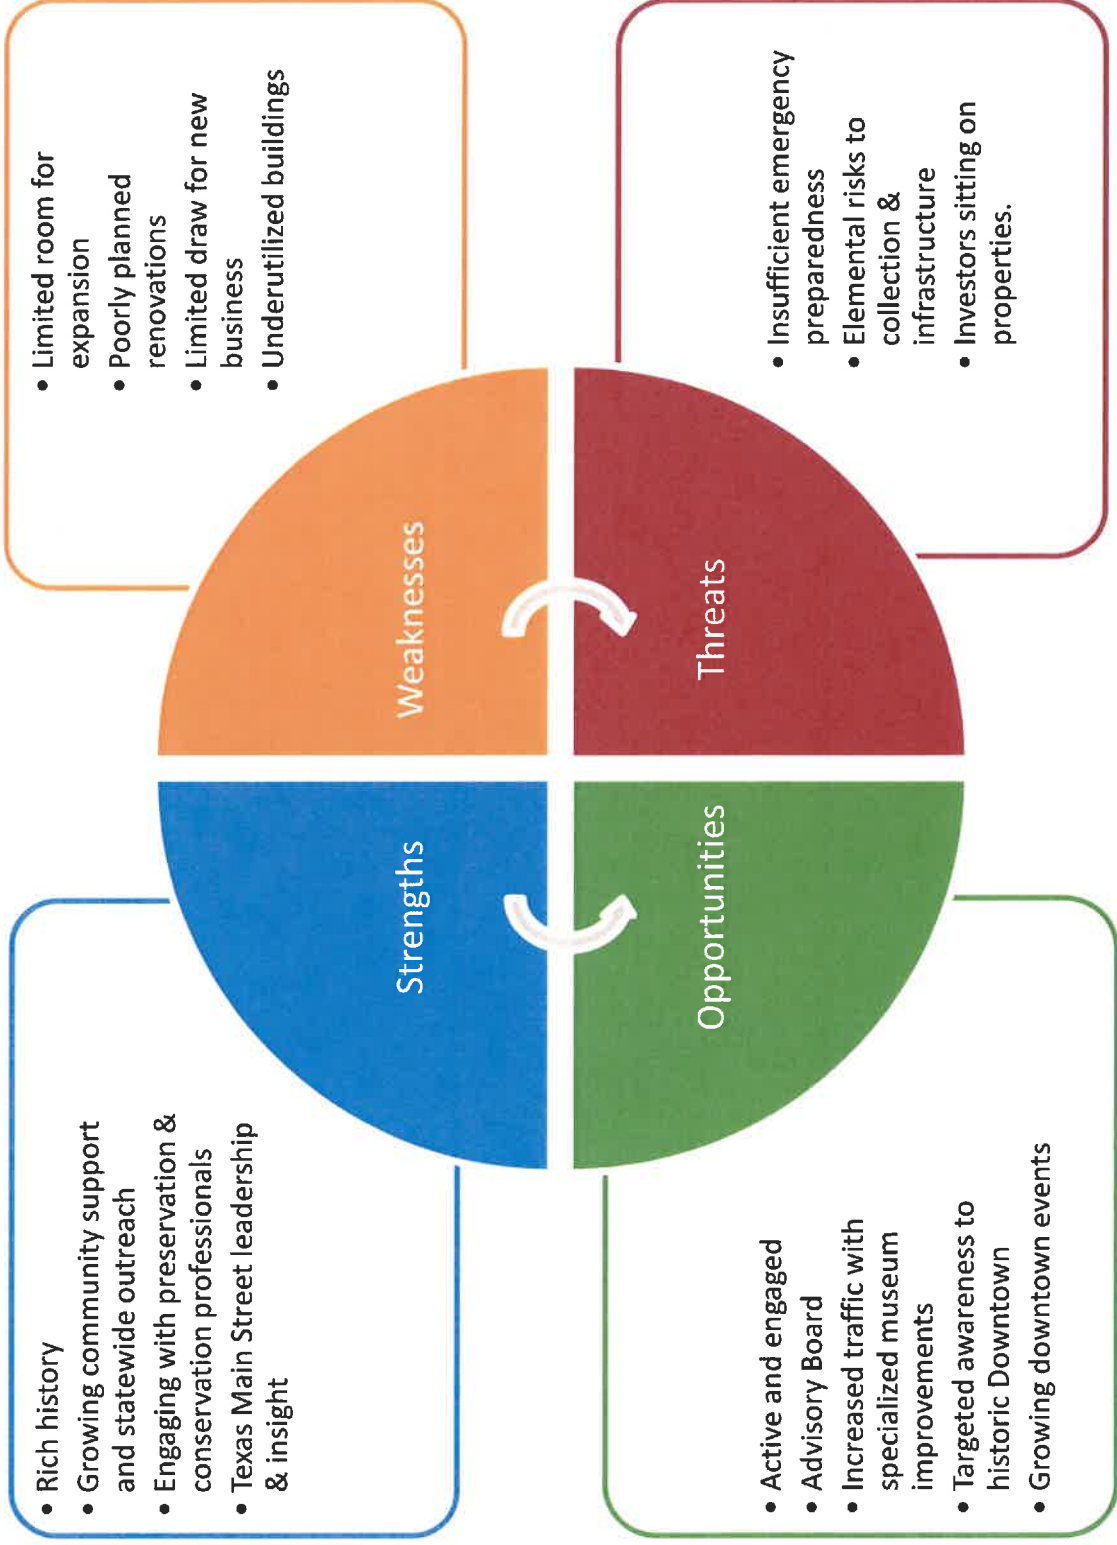 • Rich history
• Growing community support
and statewide outreach
• Engaging with preservation &
conservation professionals
• Texas Main Street leadership
& insight
Strengths
• Limited room for
expansion
• Poorly planned
renovations
• Limited draw for new
business
• Underutilized buildings
Weaknesses
• Active and engaged
• Advisory Board
• Increased traffic with
specialized museum
improvements
• Targeted awareness to
historic Downtown
• Growing downtown events
Opportunities
• Insufficient emergency
preparedness
• Elemental risks to
collection &
infrastructure
• Investors sitting on
properties.
Threats